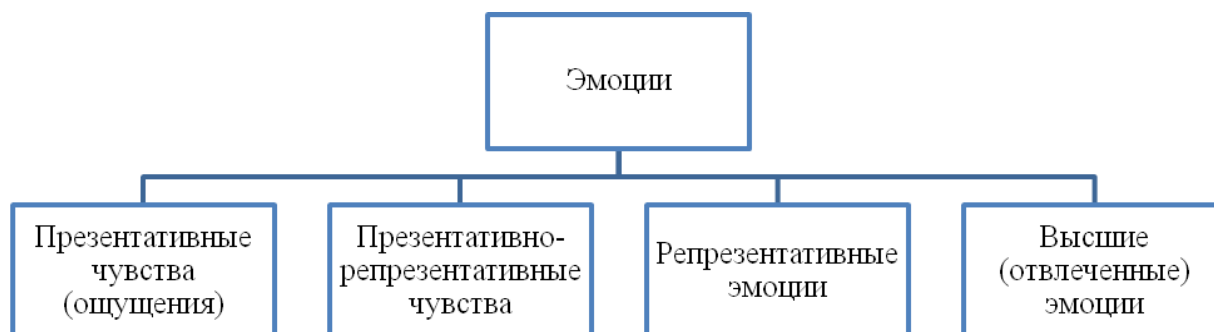 Эмоции
Презентативные
чувства
(ощущения)
Презентативно-
репрезентативные
чувства
Репрезентативные
эмоции
Высшие
(отвлеченные)
эмоции